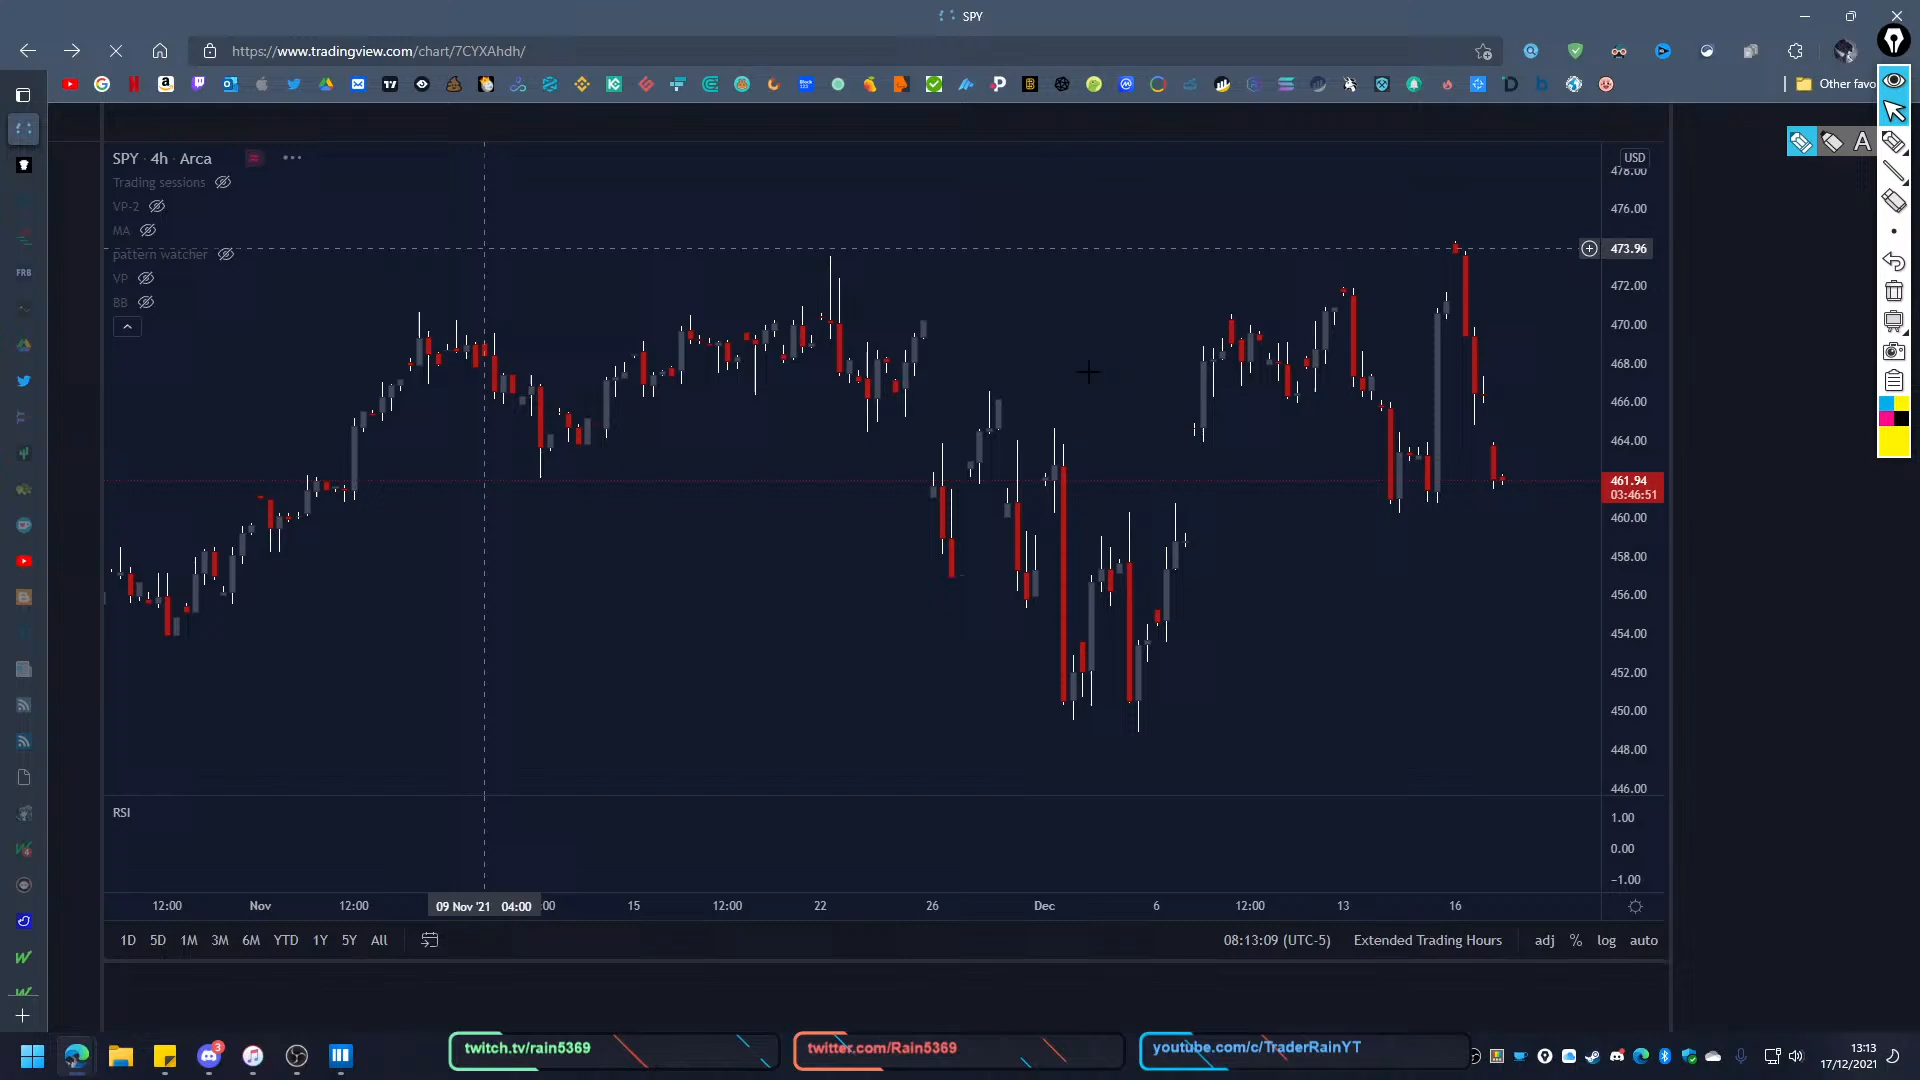 SPY
https://www.tradingview.com/chart/7CYXAhdh/
Other favo
SPY · 4h · Arca
Trading sessions
VP-2
MA
pattern watcher
VP
BB
USD
478.00
476.00
473.96
472.00
470.00
468.00
466.00
464.00
461.94
03:46:51
460.00
458.00
456.00
454.00
452.00
450.00
448.00
446.00
RSI
1.00
0.00
−1.00
12:00
Nov
12:00
09 Nov '21 04:00
:00
15
12:00
22
26
Dec
6
12:00
13
16
1D 5D 1M 3M 6M YTD 1Y 5Y All
08:13:09 (UTC-5)
Extended Trading Hours
adj % log auto
FRB
A
3
twitch.tv/rain5369
twitter.com/Rain5369
youtube.com/c/TraderRainYT
13:13
17/12/2021